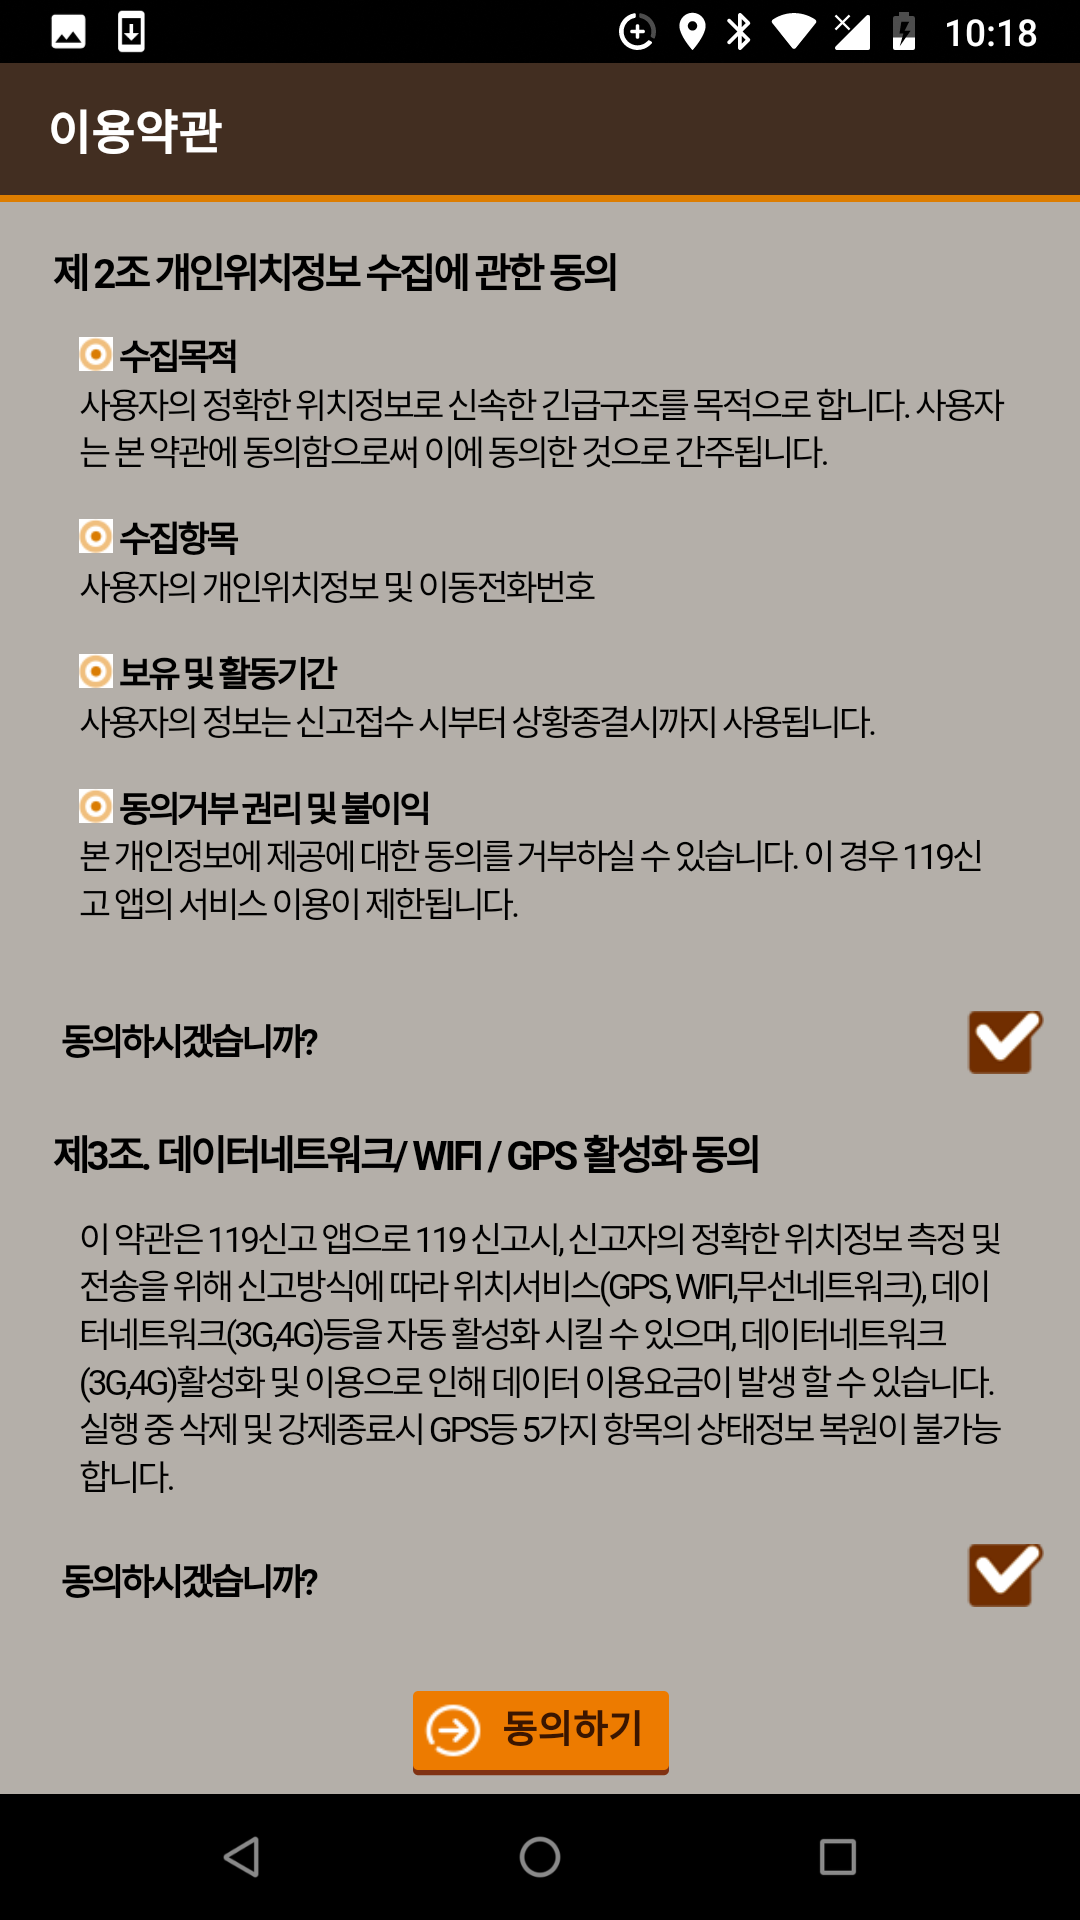 10:18
이용약관
제 2조 개인위치정보 수집에 관한 동의
수집목적
사용자의 정확한 위치정보로 신속한 긴급구조를 목적으로 합니다. 사용자
는 본 약관에 동의함으로써 이에 동의한 것으로 간주됩니다.
수집항목
사용자의 개인위치정보 및 이동전화번호
보유 및 활동기간
사용자의 정보는 신고접수 시부터 상황종결시까지 사용됩니다.
동의거부 권리 및 불이익
본 개인정보에 제공에 대한 동의를 거부하실 수 있습니다. 이 경우 119신
고 앱의 서비스 이용이 제한됩니다.
동의하시겠습니까?
제3조. 데이터네트워크/ WIFI / GPS 활성화 동의
이 약관은 119신고 앱으로 119 신고시, 신고자의 정확한 위치정보 측정 및
전송을 위해 신고방식에 따라 위치서비스(GPS, WIFI,무선네트워크), 데이
터네트워크(3G,4G)등을 자동 활성화 시킬 수 있으며, 데이터네트워크
(3G,4G)활성화 및 이용으로 인해 데이터 이용요금이 발생 할 수 있습니다.
실행 중 삭제 및 강제종료시 GPS등 5가지 항목의 상태정보 복원이 불가능
합니다.
동의하시겠습니까?
동의하기